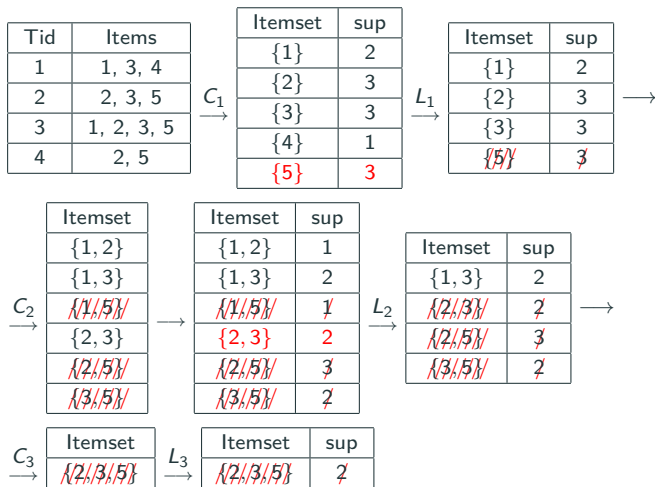 Tid Items
1 1, 3, 4
2 2, 3, 5
3 1, 2, 3, 5
4 2, 5
C₁
Itemset sup
{1} 2
{2} 3
{3} 3
{4} 1
{5} 3
L₁
Itemset sup
{1} 2
{2} 3
{3} 3
{5} 3
C₂
Itemset
{1, 2}
{1, 3}
{1, 5}
{2, 3}
{2, 5}
{3, 5}
Itemset sup
{1, 2} 1
{1, 3} 2
{1, 5} 1
{2, 3} 2
{2, 5} 3
{3, 5} 2
L₂
Itemset sup
{1, 3} 2
{2, 3} 2
{2, 5} 3
{3, 5} 2
C₃
Itemset
{2, 3, 5}
L₃
Itemset sup
{2, 3, 5} 2